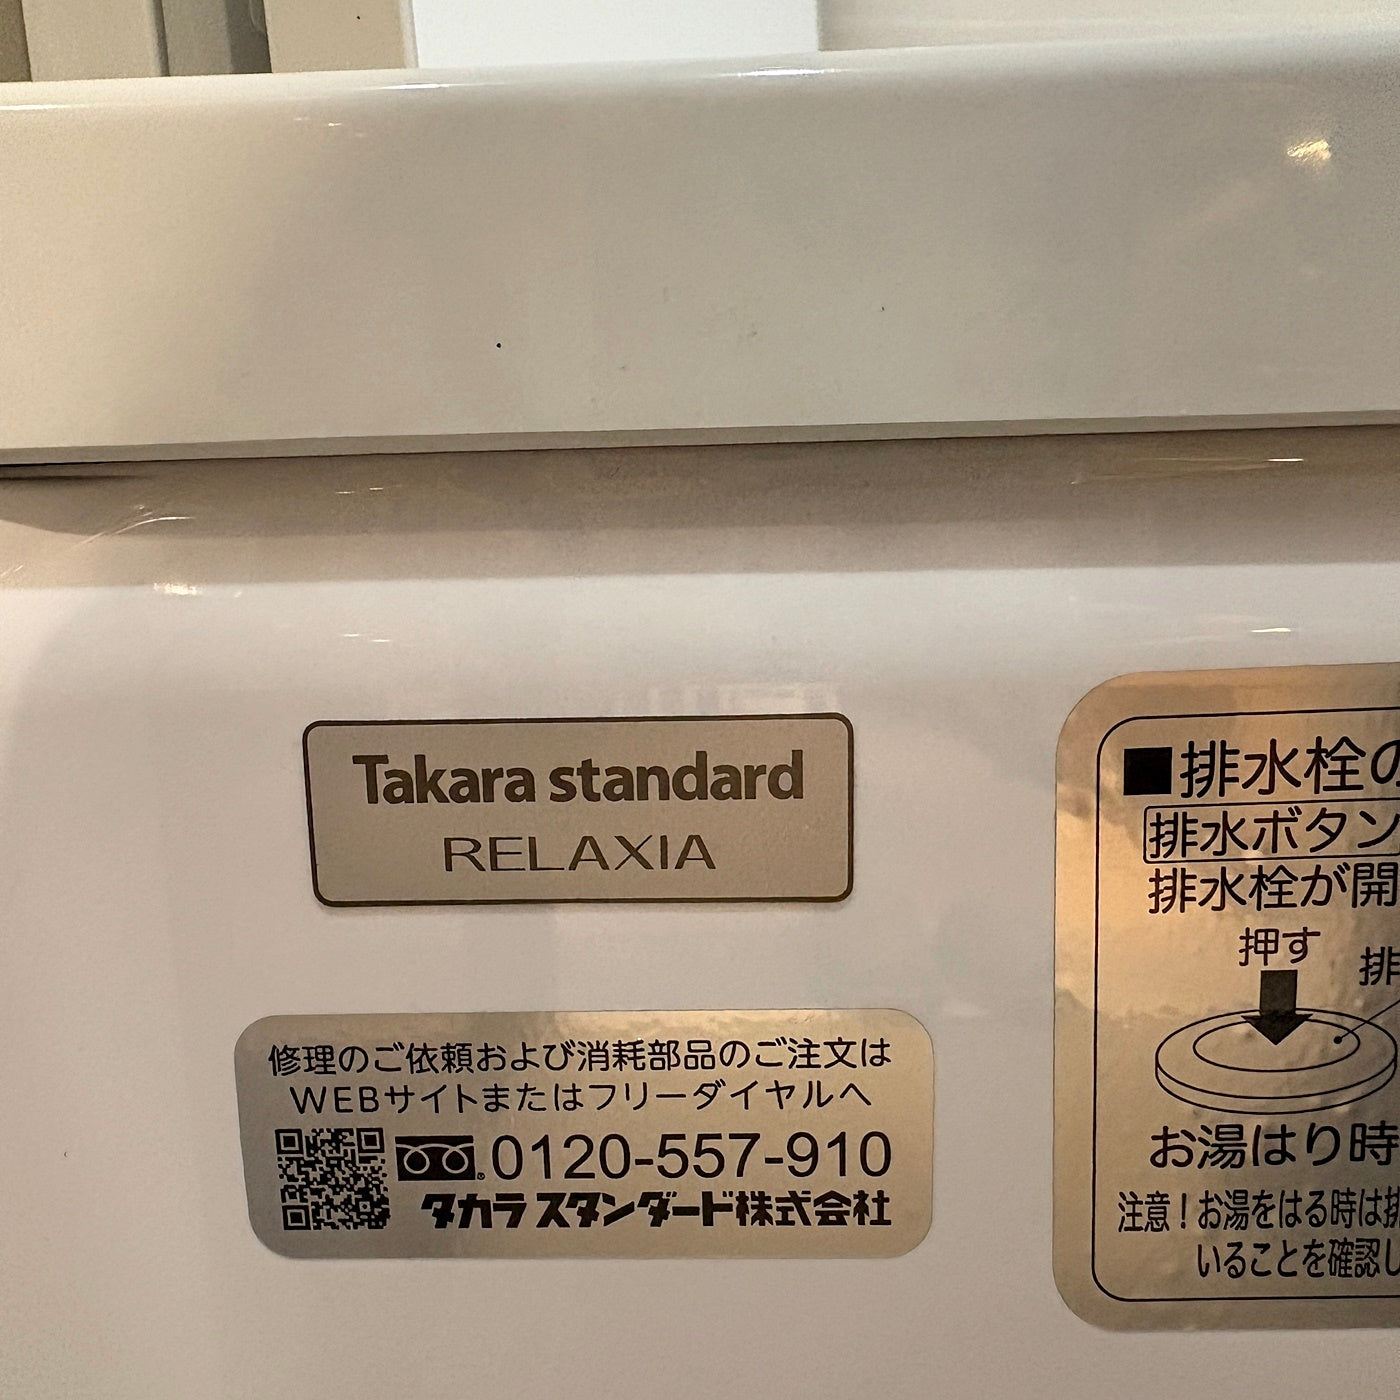 Takara standard
RELAXIA
修理のご依頼および消耗部品のご注文は
WEBサイトまたはフリーダイヤルへ
0120-557-910
タカラスタンダード株式会社
■排水栓の
排水ボタン
排水栓が開
押す
排
お湯はり時
注意！お湯をはる時は排
いることを確認し